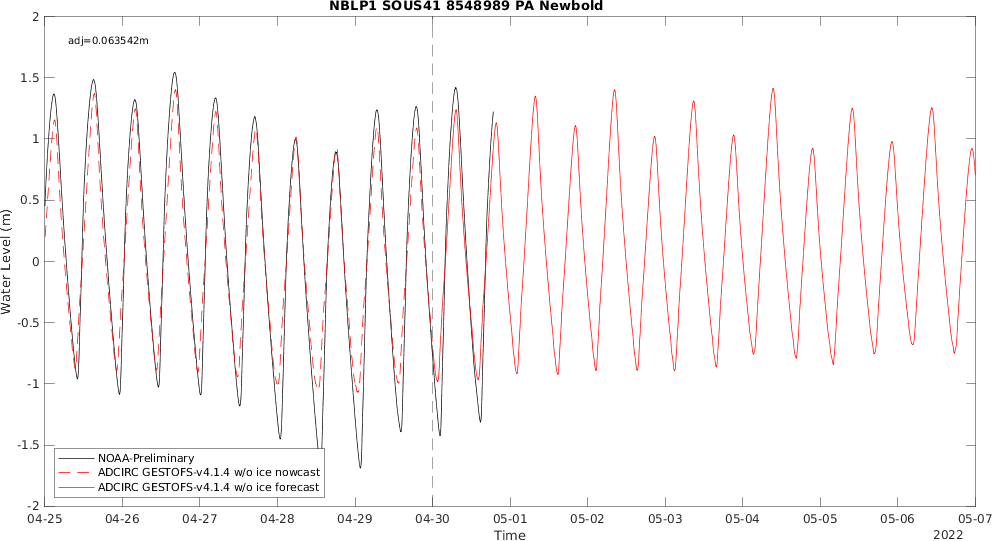 NBLP1 SOUS41 8548989 PA Newbold
adj=0.063542m
2
1.5
1
0.5
0
-0.5
-1
-1.5
-2
Water Level (m)
NOAA-Preliminary
ADCIRC GESTOFS-v4.1.4 w/o ice nowcast
ADCIRC GESTOFS-v4.1.4 w/o ice forecast
04-25 04-26 04-27 04-28 04-29 04-30 05-01 05-02 05-03 05-04 05-05 05-06 05-07
Time
2022